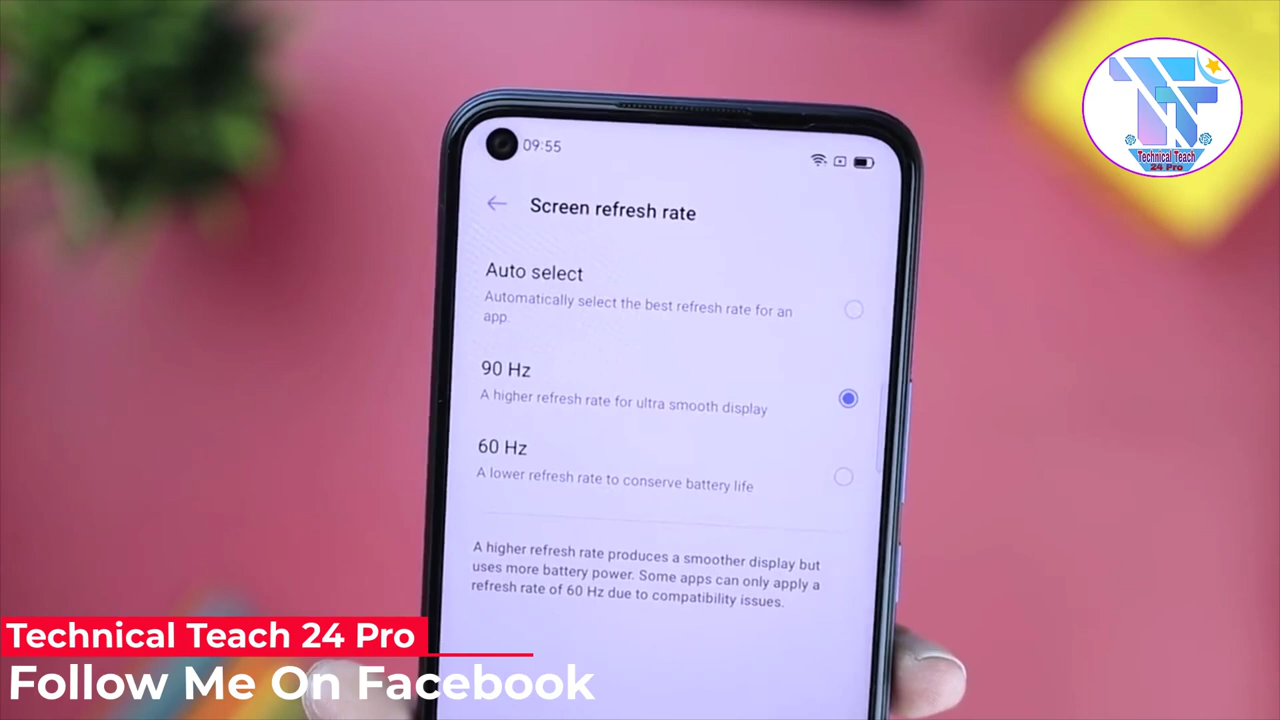 09:55
Screen refresh rate
Auto select
Automatically select the best refresh rate for an
app.
90 Hz
A higher refresh rate for ultra smooth display
60 Hz
A lower refresh rate to conserve battery life
A higher refresh rate produces a smoother display but
uses more battery power. Some apps can only apply a
refresh rate of 60 Hz due to compatibility issues.
Technical Teach
24 Pro
Technical Teach 24 Pro
Follow Me On Facebook